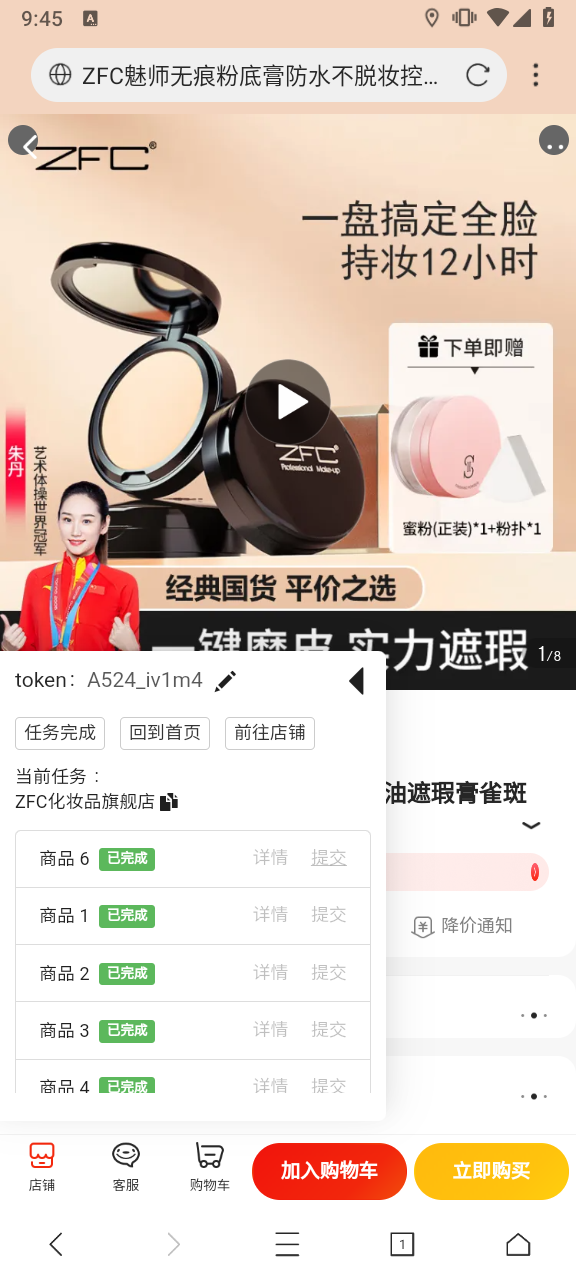 9:45
A
ZFC魅师无痕粉底膏防水不脱妆控...
ZFC®
一盘搞定全脸
持妆12小时
下单即赠
朱丹
艺术体操世界冠军
ZFC®
Professional Make-up
蜜粉(正装)*1+粉扑*1
经典国货 平价之选
一键磨皮 实力遮瑕
1/8
token: A524_iv1m4
任务完成 回到首页 前往店铺
当前任务：
ZFC化妆品旗舰店
油遮瑕膏雀斑
商品 6 已完成 详情 提交
降价通知
商品 1 已完成 详情 提交
商品 2 已完成 详情 提交
商品 3 已完成 详情 提交
商品 4 已完成 详情 提交
店铺 客服 购物车 加入购物车 立即购买
1